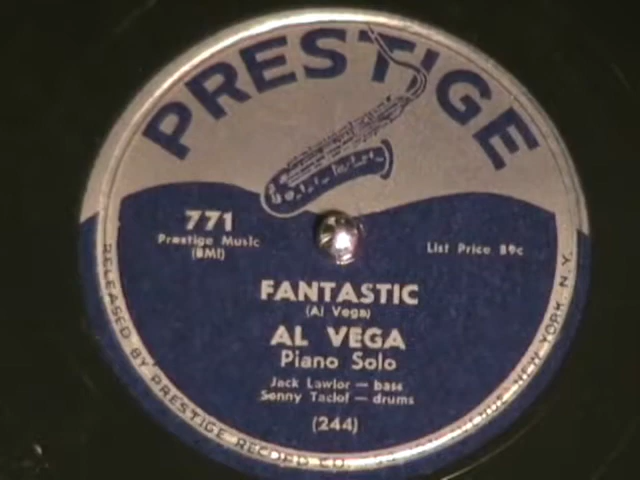 PRESTIGE
771
Prestige Music
(BMI)
List Price 89c
FANTASTIC
(Al Vega)
AL VEGA
Piano Solo
Jack Lawlor — bass
Sonny Taclof — drums
(244)
RELEASED BY PRESTIGE RECORD CO. AVENUE, NEW YORK, N.Y.